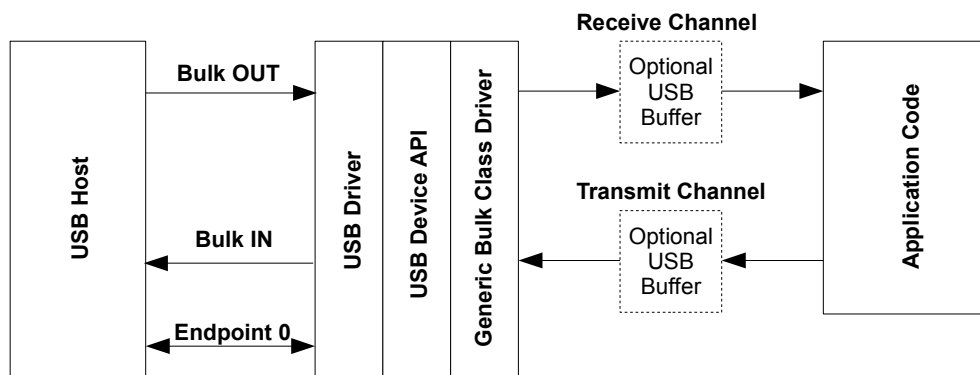 Receive Channel
Bulk OUT
Optional
USB
Buffer
USB Host
USB Driver
USB Device API
Generic Bulk Class Driver
Application Code
Transmit Channel
Bulk IN
Optional
USB
Buffer
Endpoint 0